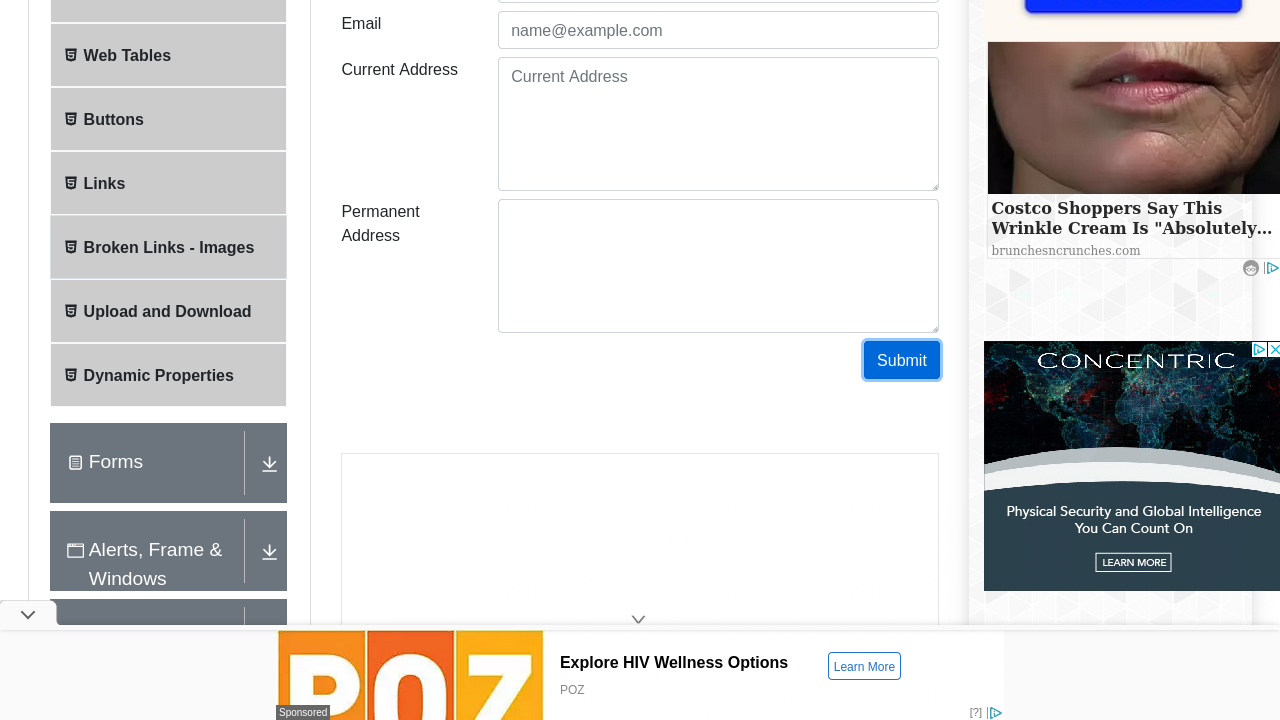 Email
name@example.com
Web Tables
Current Address
Current Address
Buttons
Links
Permanent
Address
Broken Links - Images
Upload and Download
Submit
Dynamic Properties
Forms
Alerts, Frame &
Windows
Costco Shoppers Say This
Wrinkle Cream Is "Absolutely...
brunchesncrunches.com
CONCENTRIC
Physical Security and Global Intelligence
You Can Count On
LEARN MORE
POZ
Sponsored
Explore HIV Wellness Options
POZ
Learn More
[?]